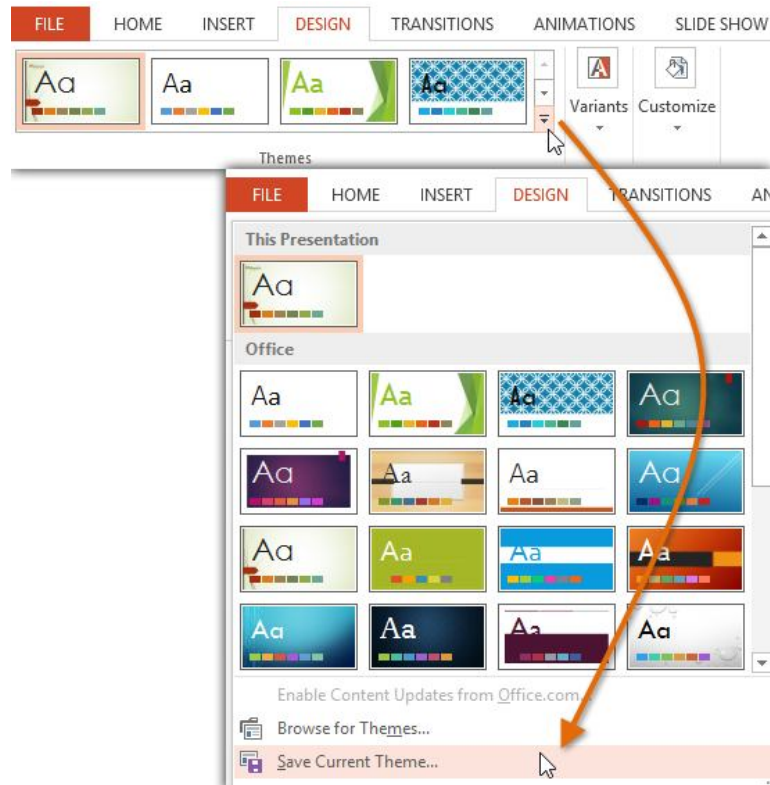 FILE HOME INSERT DESIGN TRANSITIONS ANIMATIONS SLIDE SHOW
Aa Aa Aa Aa
Variants Customize
Themes
FILE HOME INSERT DESIGN TRANSITIONS AN
This Presentation
Aa
Office
Aa Aa Aa Aa
Aa Aa Aa Aa
Aa Aa Aa Aa
Aa Aa Aa Aa
Enable Content Updates from Office.com...
Browse for Themes...
Save Current Theme...